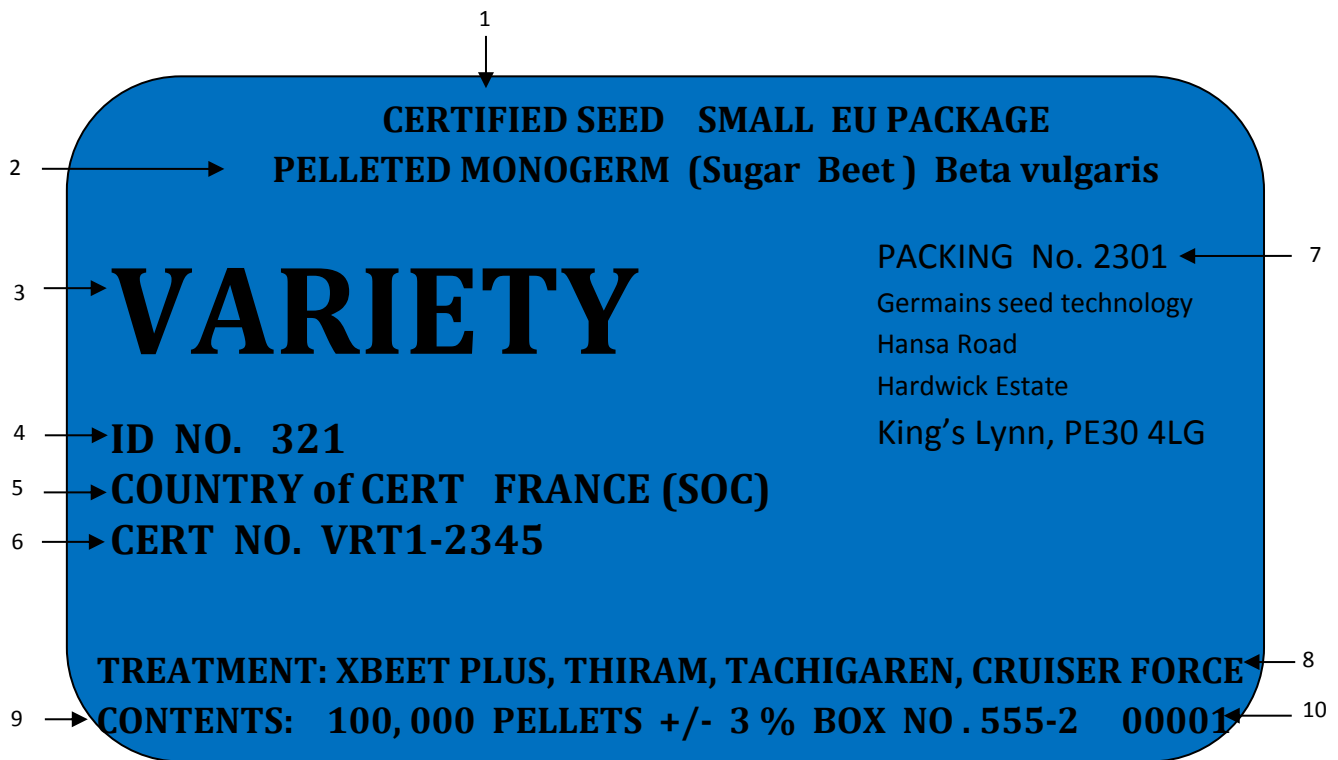 1
CERTIFIED SEED SMALL EU PACKAGE
2 PELLETED MONOGERM (Sugar Beet ) Beta vulgaris
3 VARIETY
PACKING No. 2301 7
Germains seed technology
Hansa Road
Hardwick Estate
King's Lynn, PE30 4LG
4 ID NO. 321
5 COUNTRY of CERT FRANCE (SOC)
6 CERT NO. VRT1-2345
TREATMENT: XBEET PLUS, THIRAM, TACHIGAREN, CRUISER FORCE 8
9 CONTENTS: 100, 000 PELLETS +/- 3 % BOX NO . 555-2 00001 10